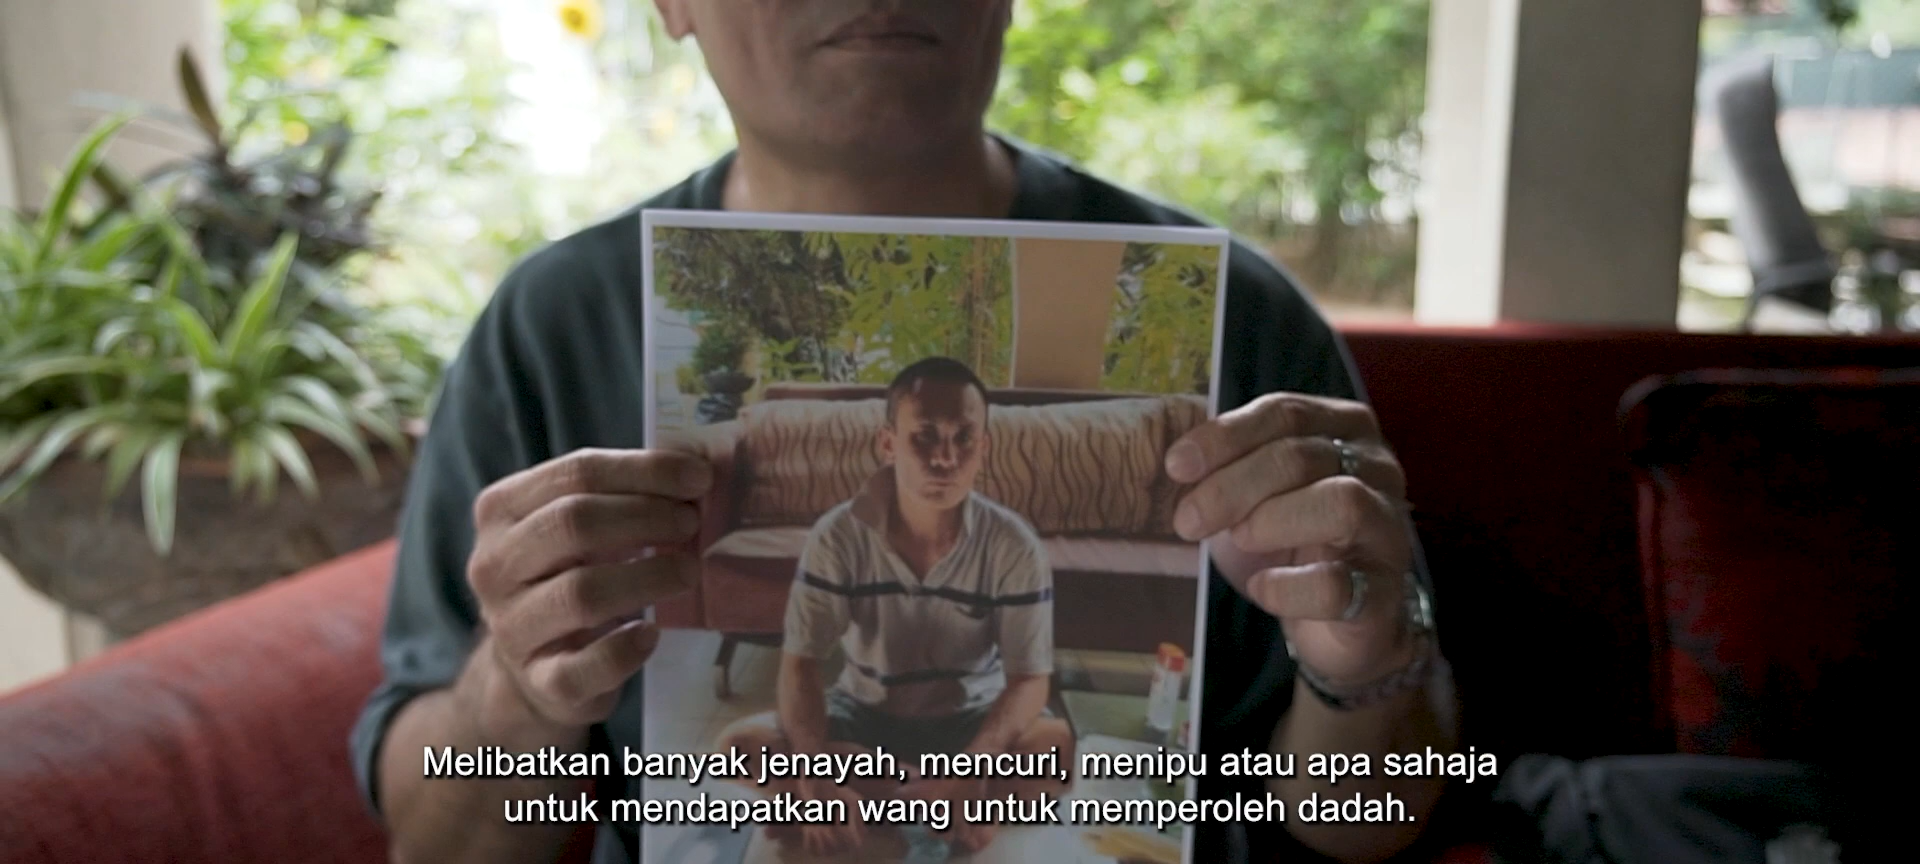 Melibatkan banyak jenayah, mencuri, menipu atau apa sahaja
untuk mendapatkan wang untuk memperoleh dadah.